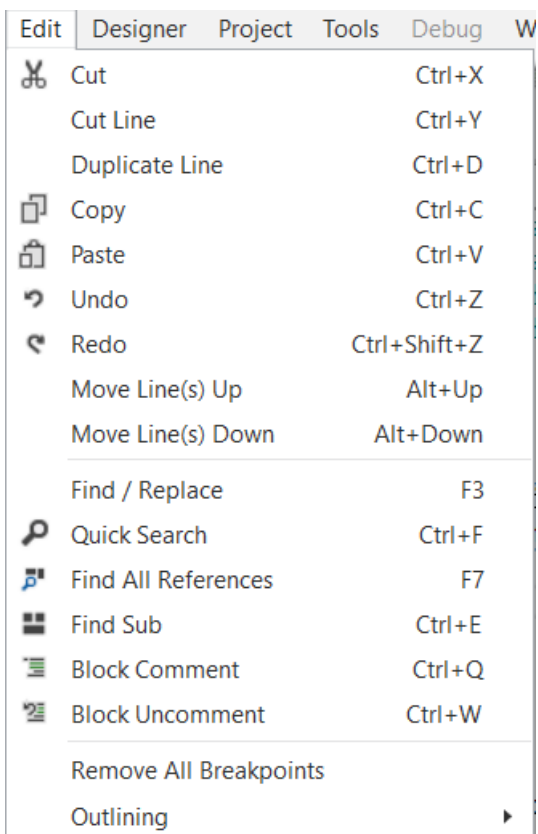 Edit Designer Project Tools Debug W
Cut Ctrl+X
Cut Line Ctrl+Y
Duplicate Line Ctrl+D
Copy Ctrl+C
Paste Ctrl+V
Undo Ctrl+Z
Redo Ctrl+Shift+Z
Move Line(s) Up Alt+Up
Move Line(s) Down Alt+Down
Find / Replace F3
Quick Search Ctrl+F
Find All References F7
Find Sub Ctrl+E
Block Comment Ctrl+Q
Block Uncomment Ctrl+W
Remove All Breakpoints
Outlining